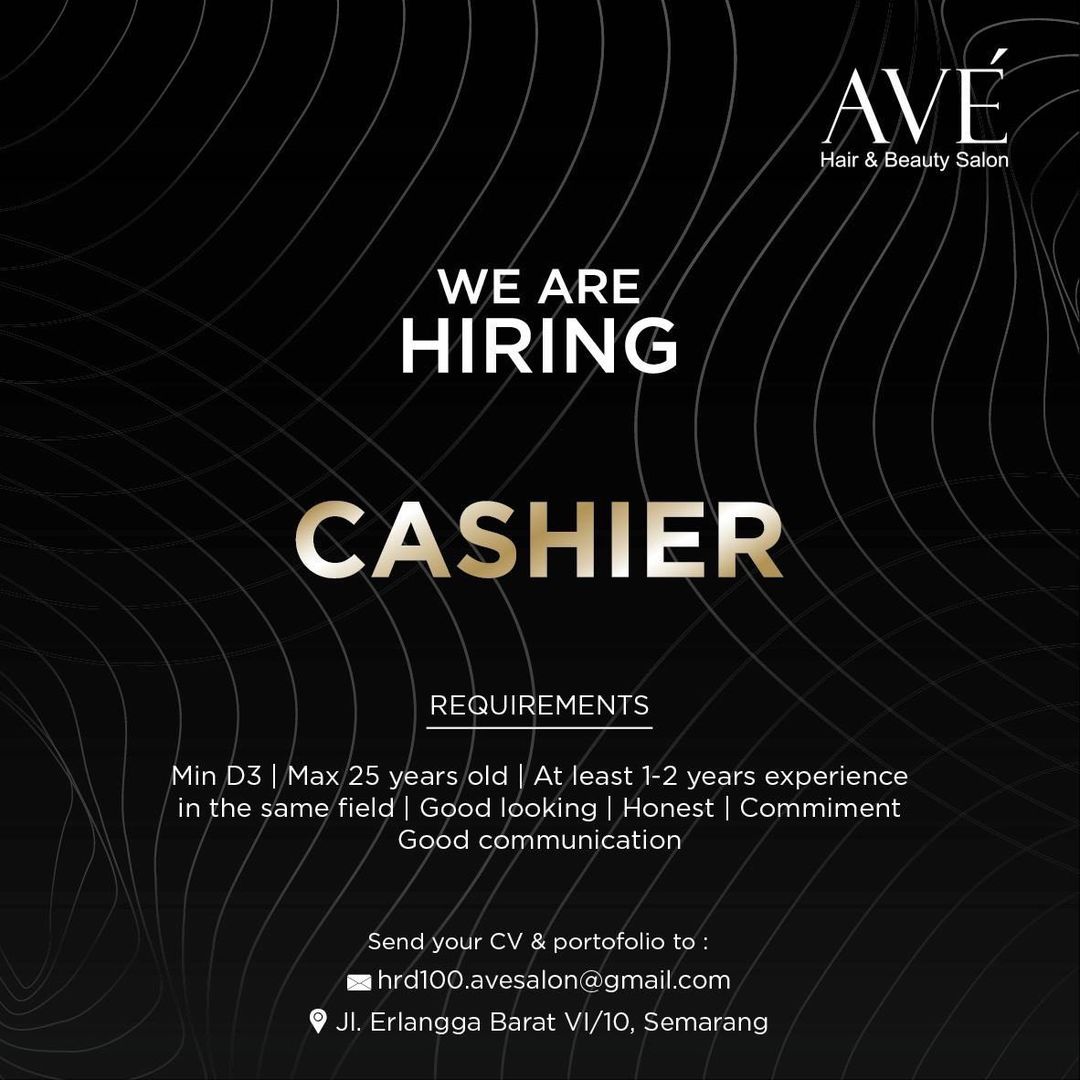 AVÉ
Hair & Beauty Salon
WE ARE
HIRING
CASHIER
REQUIREMENTS
Min D3 | Max 25 years old | At least 1-2 years experience
in the same field | Good looking | Honest | Commiment
Good communication
Send your CV & portofolio to :
hrd100.avesalon@gmail.com
Jl. Erlangga Barat VI/10, Semarang